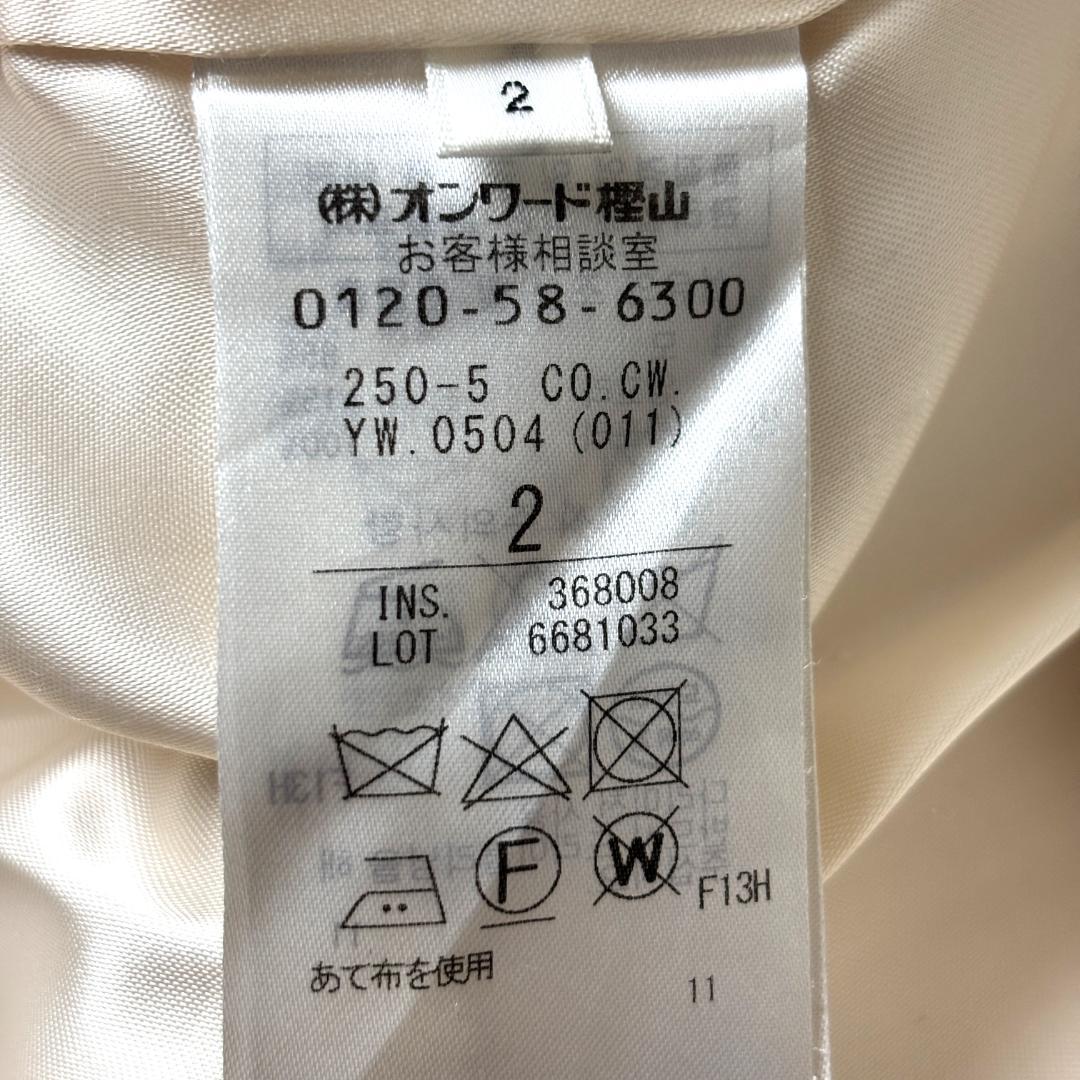 2
(株)オンワード樫山
お客様相談室
0120-58-6300
250-5 CO.CW.
YW.0504 (011)
2
INS. 368008
LOT 6681033
F W F13H
あて布を使用
11